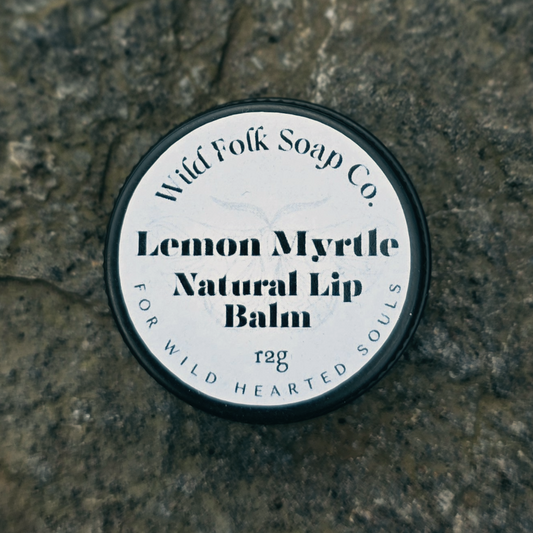 Wild Folk Soap Co.
Lemon Myrtle
Natural Lip
Balm
12g
FOR WILD HEARTED SOULS